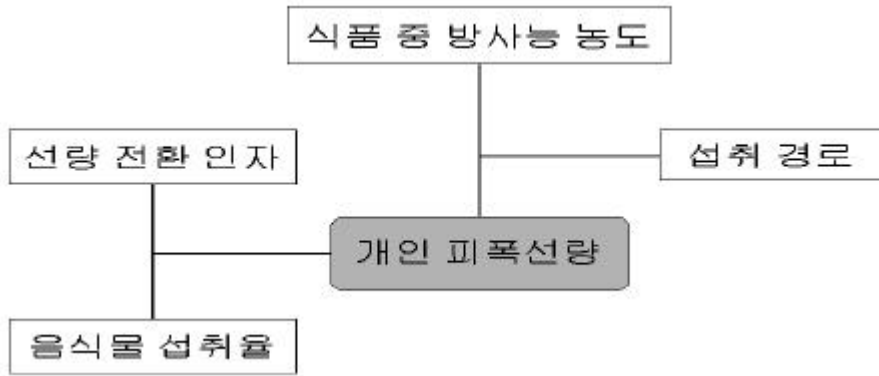 식품 중 방사능 농도
선량 전환 인자
섭취 경로
개인 피폭선량
음식물 섭취율